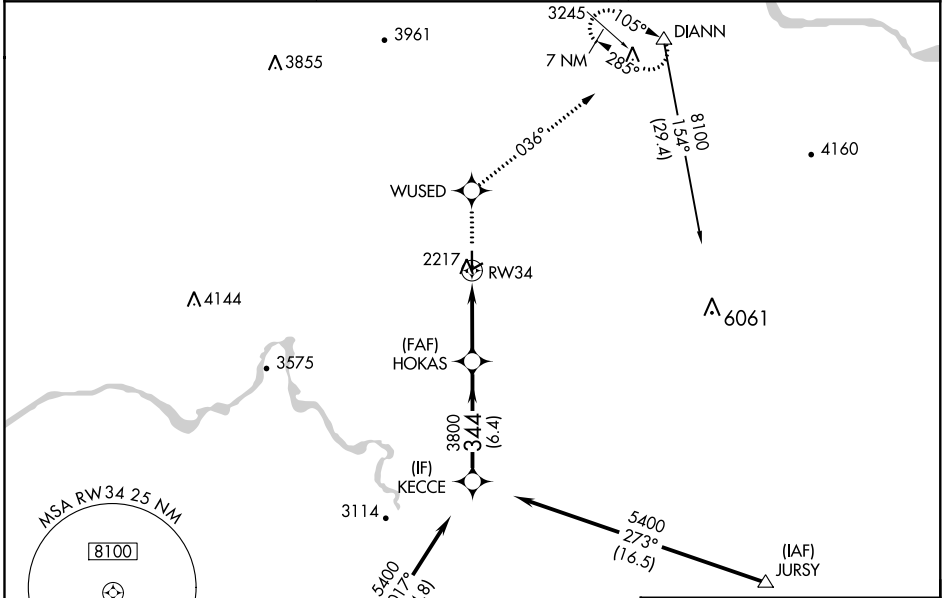 3961
3855
3245
105°
DIANN
7 NM
285°
8100
154°
(29.4)
4160
036°
WUSED
2217
RW34
4144
6061
3575
(FAF)
HOKAS
3800
344
(6.4)
(IF)
KECCE
3114
MSA RW34 25 NM
8100
5400
5400
273°
(16.5)
(IAF)
JURSY